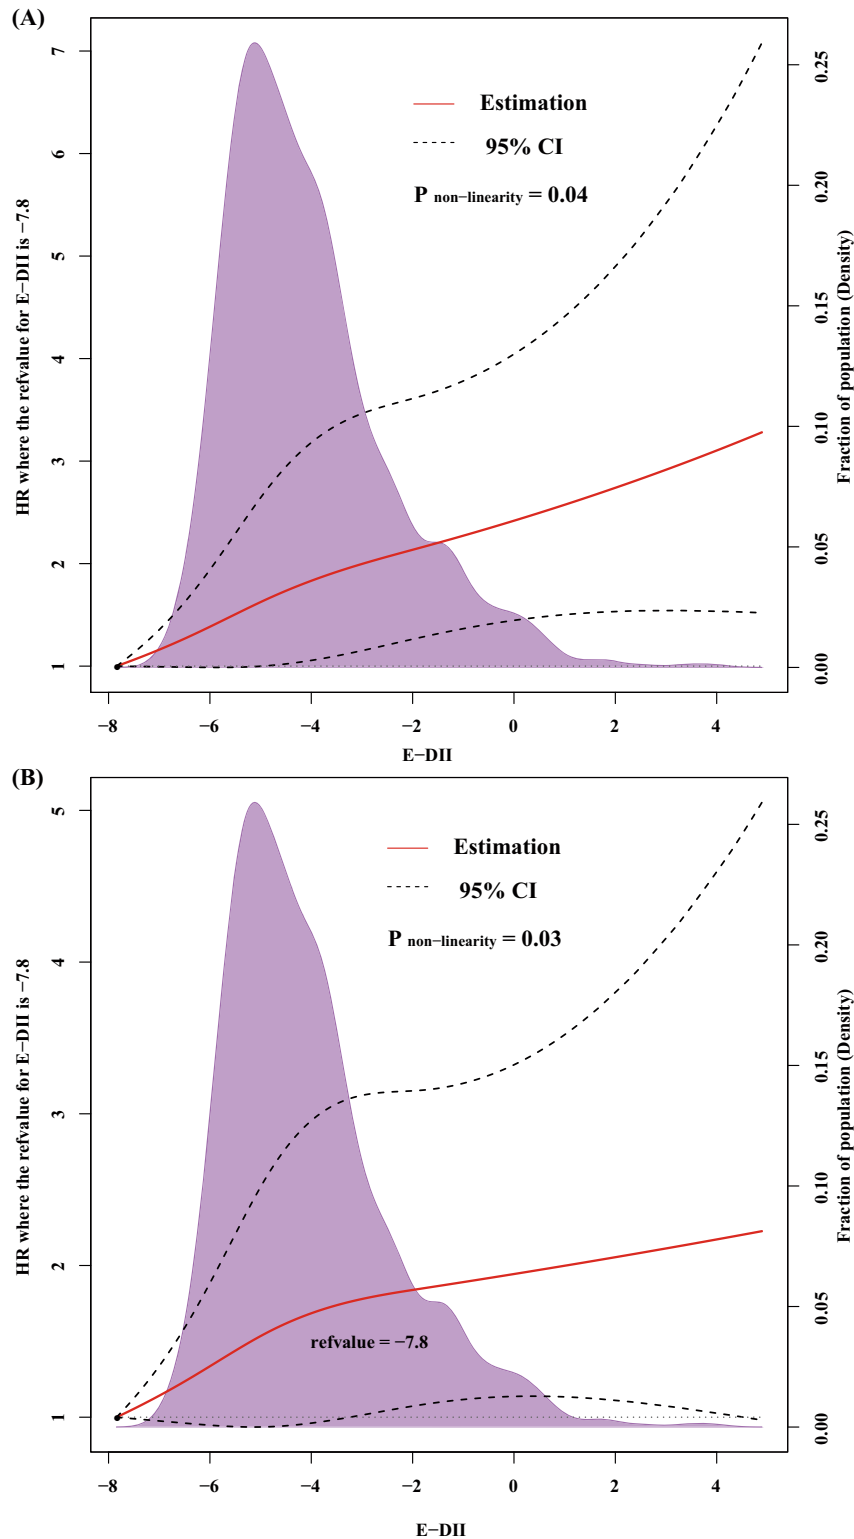 (A)
HR where the refvalue for E−DII is −7.8
7
6
5
4
3
2
1
Estimation
95% CI
P non−linearity = 0.04
0.25
0.20
0.15
0.10
0.05
0.00
Fraction of population (Density)
−8 −6 −4 −2 0 2 4
E−DII
(B)
HR where the refvalue for E−DII is −7.8
5
4
3
2
1
Estimation
95% CI
P non−linearity = 0.03
refvalue = −7.8
0.25
0.20
0.15
0.10
0.05
0.00
Fraction of population (Density)
−8 −6 −4 −2 0 2 4
E−DII